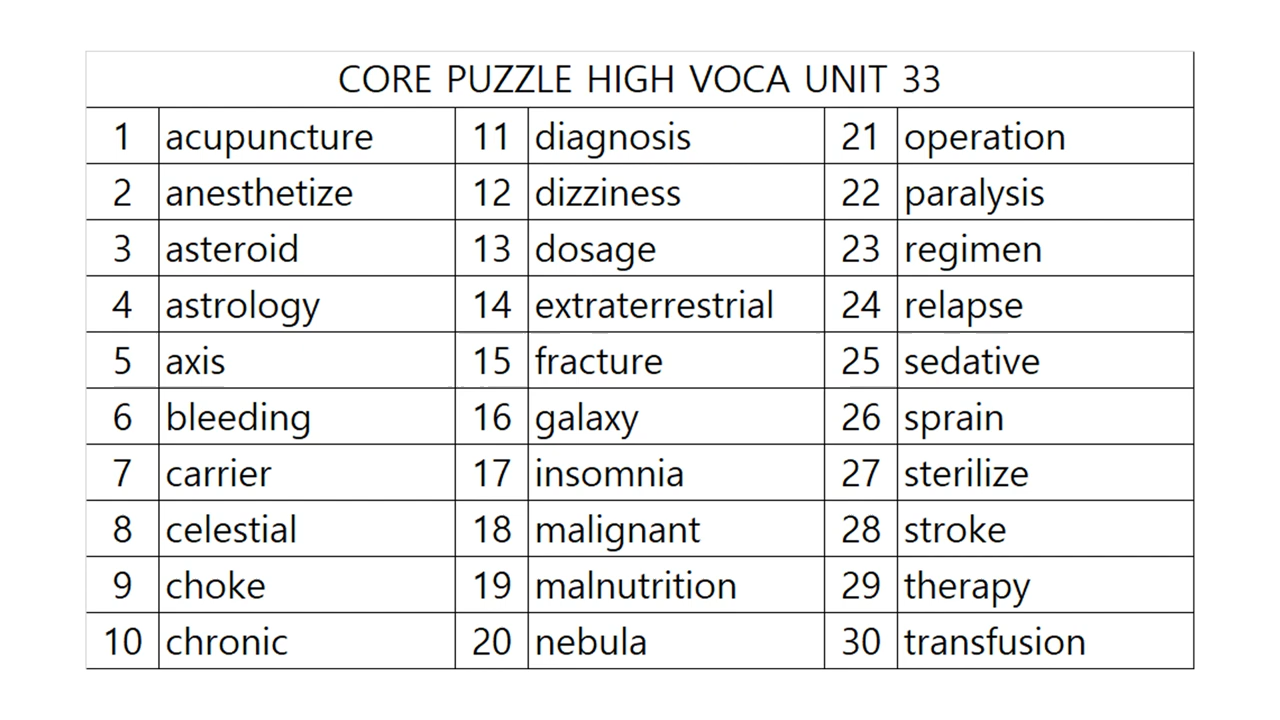 CORE PUZZLE HIGH VOCA UNIT 33
1 acupuncture 11 diagnosis 21 operation
2 anesthetize 12 dizziness 22 paralysis
3 asteroid 13 dosage 23 regimen
4 astrology 14 extraterrestrial 24 relapse
5 axis 15 fracture 25 sedative
6 bleeding 16 galaxy 26 sprain
7 carrier 17 insomnia 27 sterilize
8 celestial 18 malignant 28 stroke
9 choke 19 malnutrition 29 therapy
10 chronic 20 nebula 30 transfusion